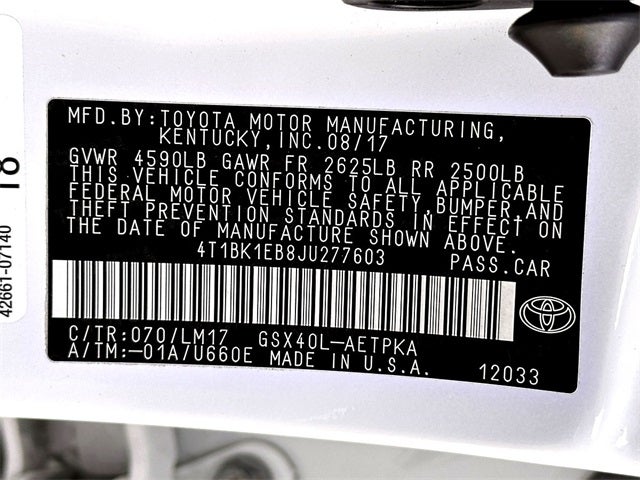 MFD.BY:TOYOTA MOTOR MANUFACTURING,
KENTUCKY,INC.08/17
GVWR 4590LB GAWR FR 2625LB RR 2500LB
THIS VEHICLE CONFORMS TO ALL APPLICABLE
FEDERAL MOTOR VEHICLE SAFETY,BUMPER,AND
THEFT PREVENTION STANDARDS IN EFFECT ON
THE DATE OF MANUFACTURE SHOWN ABOVE.
4T1BK1EB8JU277603 PASS.CAR
C/TR:070/LM17 GSX40L-AETPKA
A/TM:-01A/U660E MADE IN U.S.A. 12033
42661-07140
18